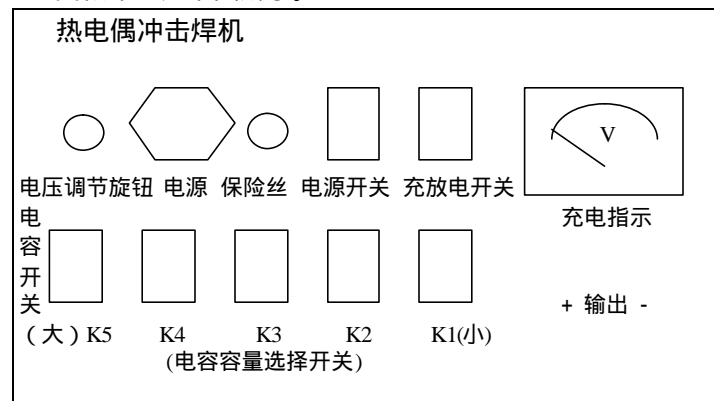 热电偶冲击焊机
V
电压调节旋钮 电源 保险丝 电源开关 充放电开关
充电指示
电容开关
+ 输出 -
(大)K5 K4 K3 K2 K1(小)
(电容容量选择开关)